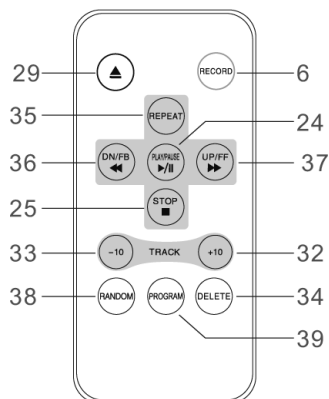 29
RECORD
6
35
REPEAT
24
36
DN/FB
PLAY/PAUSE
UP/FF
37
25
STOP
33
−10
TRACK
+10
32
38
RANDOM
PROGRAM
DELETE
34
39